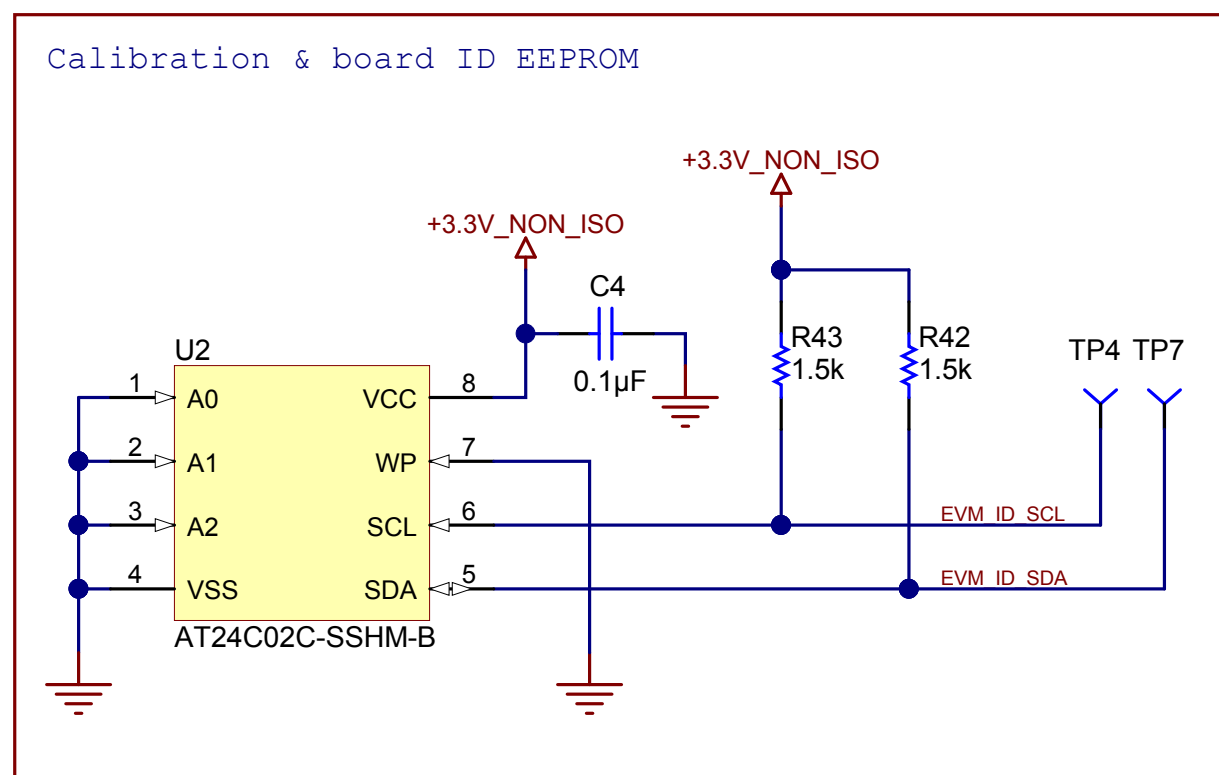 Calibration & board ID EEPROM
+3.3V_NON_ISO
+3.3V_NON_ISO
C4
0.1µF
R43
1.5k
R42
1.5k
TP4 TP7
U2
1 A0 VCC 8
2 A1 WP 7
3 A2 SCL 6
EVM_ID_SCL
4 VSS SDA 5
EVM_ID_SDA
AT24C02C-SSHM-B